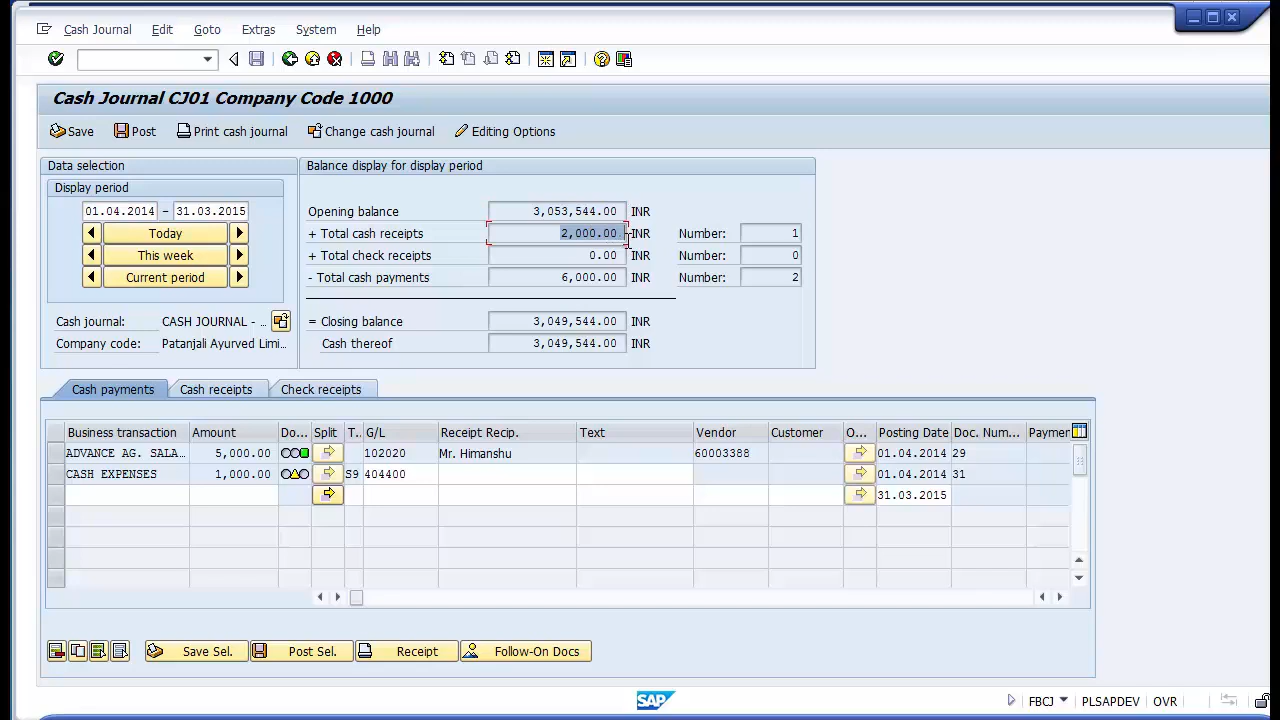 Cash Journal Edit Goto Extras System Help
Cash Journal CJ01 Company Code 1000
Save Post Print cash journal Change cash journal Editing Options
Data selection
Display period
01.04.2014 - 31.03.2015
Today
This week
Current period
Cash journal: CASH JOURNAL - ...
Company code: Patanjali Ayurved Limi...
Balance display for display period
Opening balance 3,053,544.00 INR
+ Total cash receipts 2,000.00 INR Number: 1
+ Total check receipts 0.00 INR Number: 0
- Total cash payments 6,000.00 INR Number: 2
= Closing balance 3,049,544.00 INR
Cash thereof 3,049,544.00 INR
Cash payments Cash receipts Check receipts
Business transaction Amount Do... Split T.. G/L Receipt Recip. Text Vendor Customer O... Posting Date Doc. Num... Paymer
ADVANCE AG. SALA... 5,000.00 102020 Mr. Himanshu 60003388 01.04.2014 29
CASH EXPENSES 1,000.00 S9 404400 01.04.2014 31
31.03.2015
Save Sel. Post Sel. Receipt Follow-On Docs
SAP FBCJ PLSAPDEV OVR